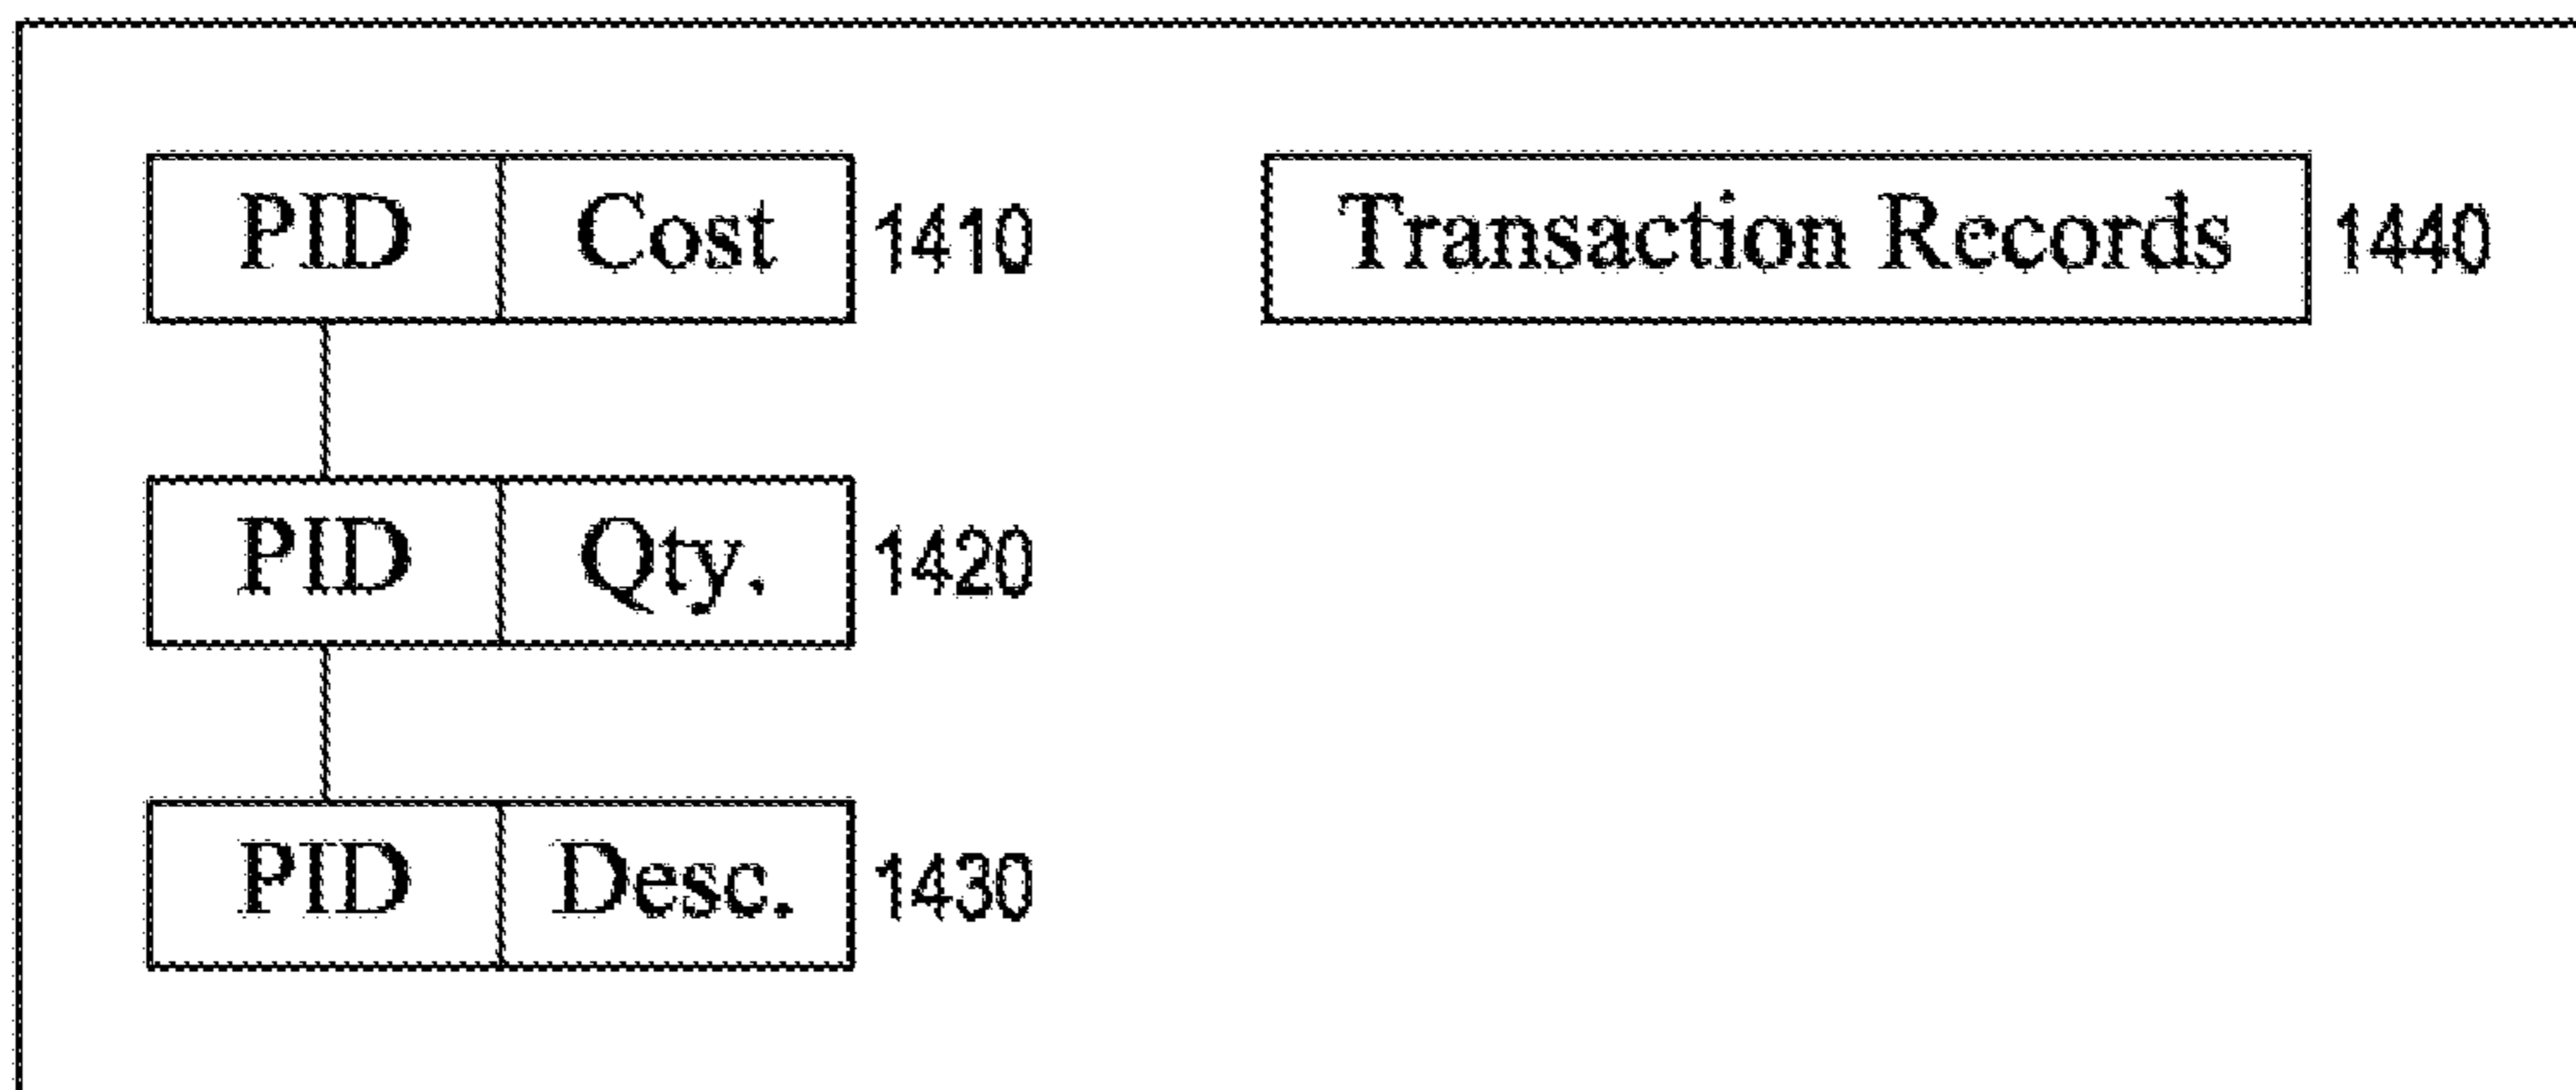 PID Cost 1410 Transaction Records 1440
PID Qty. 1420
PID Desc. 1430